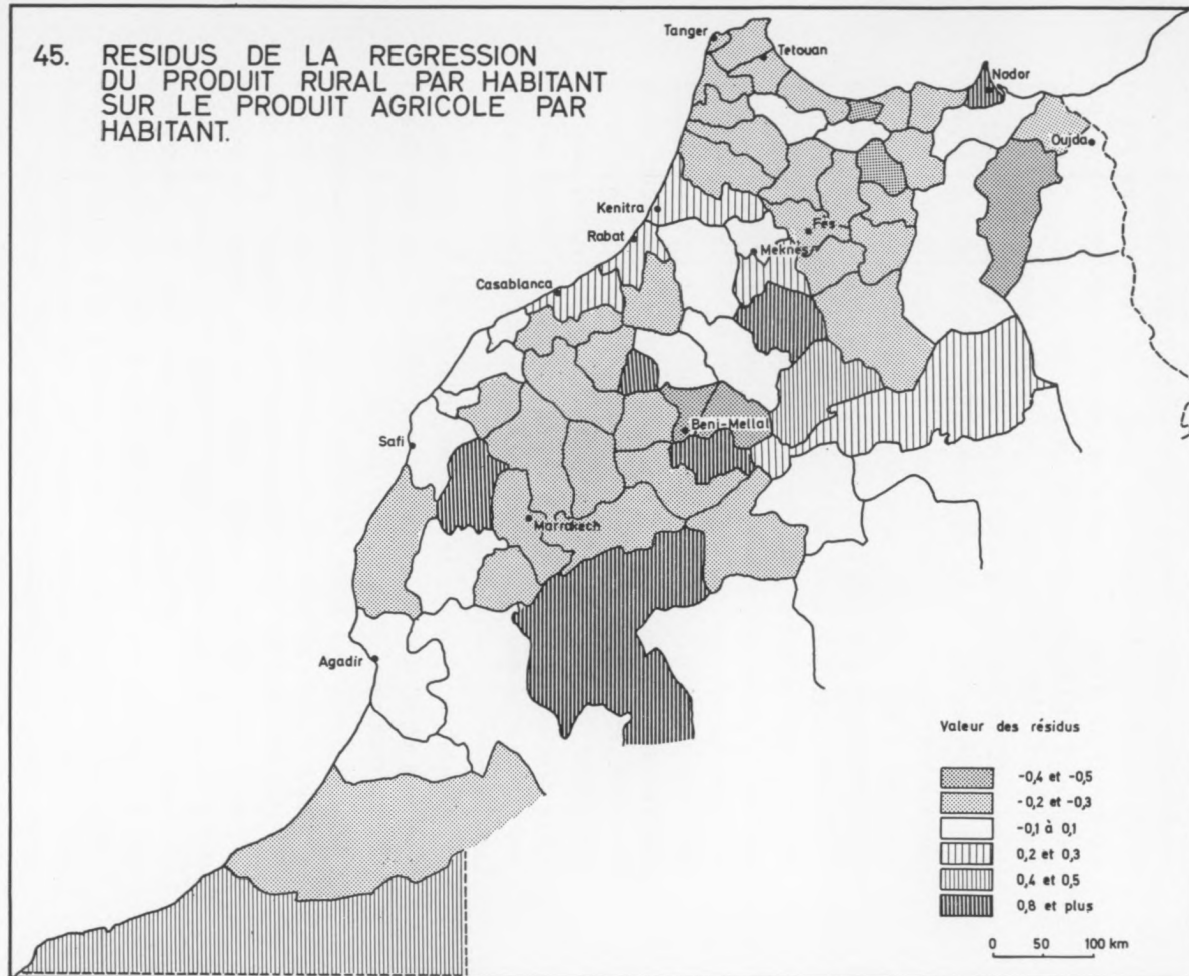 45. RESIDUS DE LA REGRESSION
DU PRODUIT RURAL PAR HABITANT
SUR LE PRODUIT AGRICOLE PAR
HABITANT.
Tanger
Tetouan
Nador
Oujda
Kenitra
Fès
Rabat
Meknès
Casablanca
Beni-Mellal
Safi
Marrakech
Agadir
Valeur des résidus
-0,4 et -0,5
-0,2 et -0,3
-0,1 à 0,1
0,2 et 0,3
0,4 et 0,5
0,8 et plus
0 50 100 km